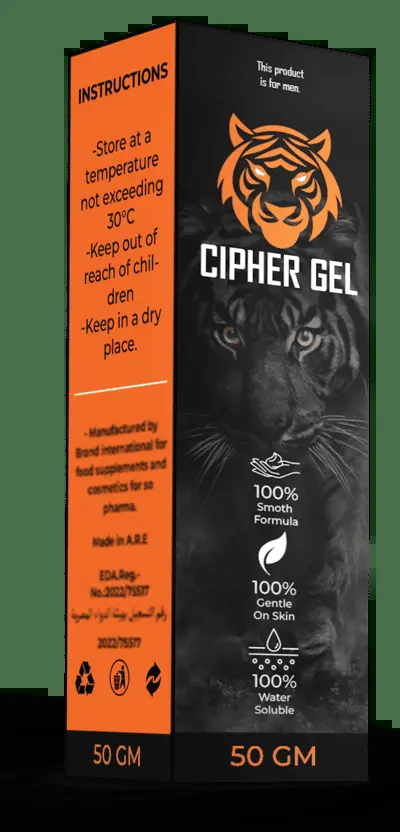 INSTRUCTIONS
-Store at a
temperature
not exceeding
30°C
-Keep out of
reach of chil-
dren
-Keep in a dry
place.
- Manufactured by
Brand international for
food supplements and
cosmetics for so
pharma.
Made in A.R.E
EDA.Reg.-
No.:2022/75577
رقم التسجيل بهيئة الدواء المصرية
2022/75577
50 GM
This product
is for men.
CIPHER GEL
100%
Smoth
Formula
100%
Gentle
On Skin
100%
Water
Soluble
50 GM